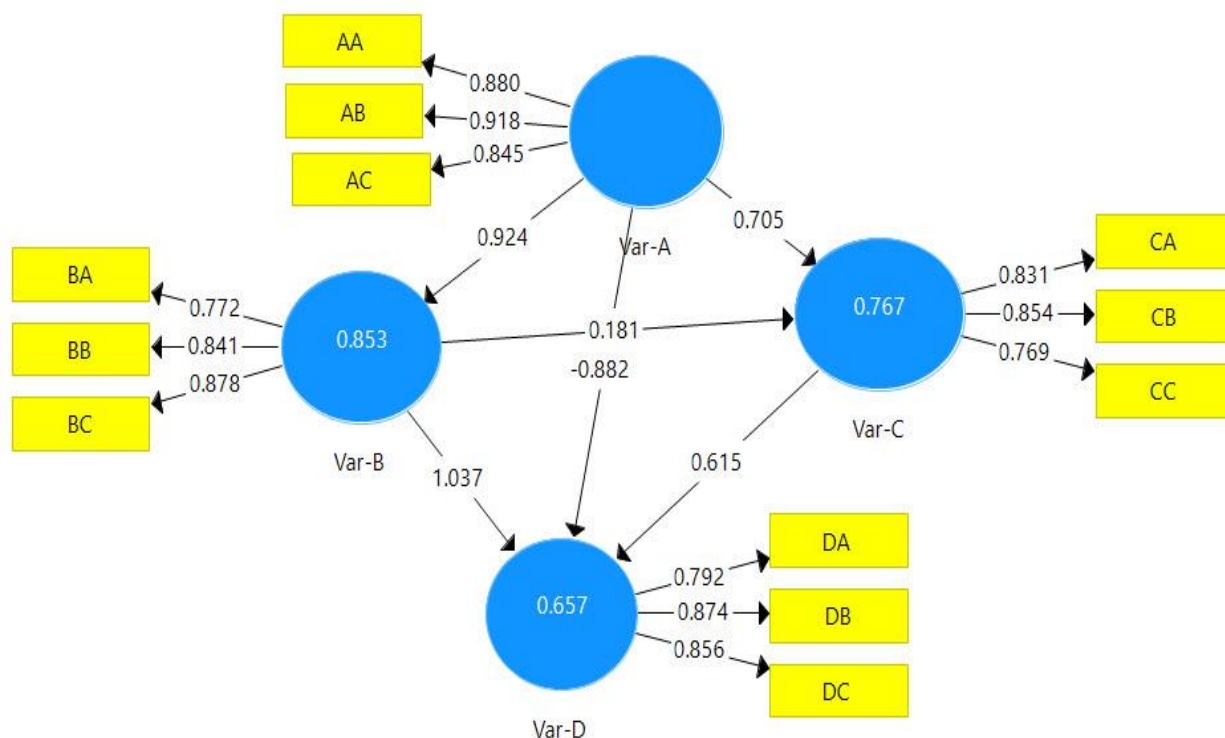 AA
0.880
AB
0.918
AC
0.845
Var-A
0.924
0.705
BA
0.772
BB
0.841
BC
0.878
0.853
Var-B
0.181
-0.882
0.767
Var-C
CA
0.831
CB
0.854
CC
0.769
1.037
0.615
0.657
Var-D
DA
0.792
DB
0.874
DC
0.856